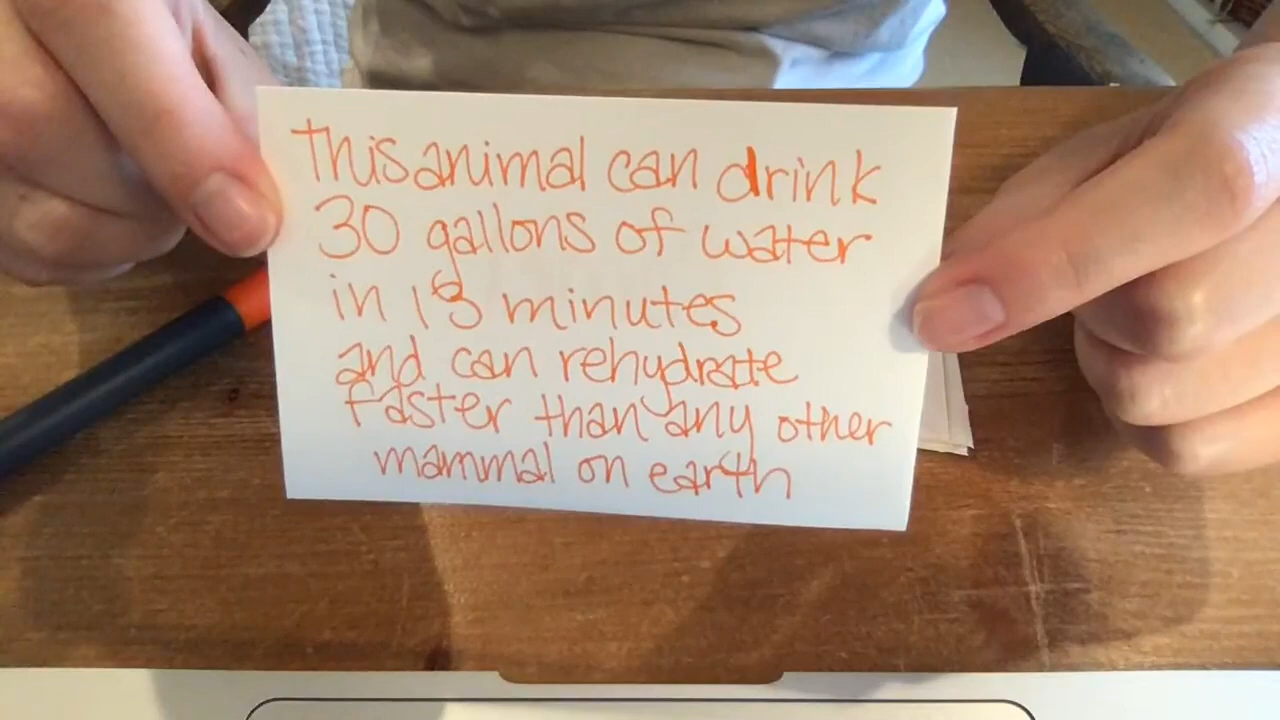 This animal can drink
30 gallons of water
in 13 minutes
and can rehydrate
faster than any other
mammal on earth